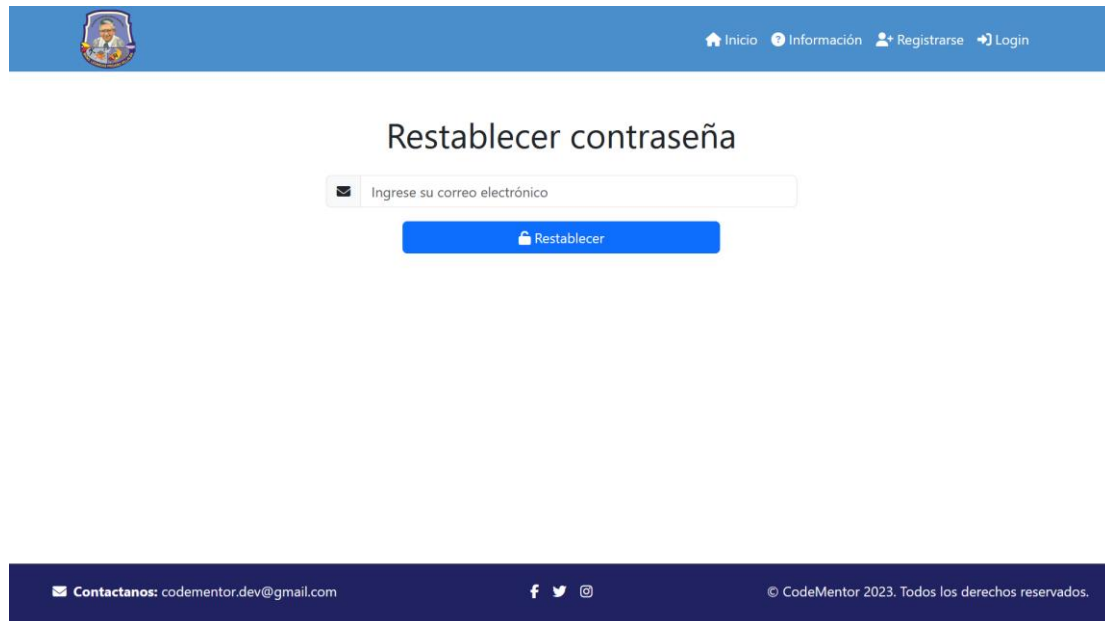 Inicio Información Registrarse Login
Restablecer contraseña
Ingrese su correo electrónico
Restablecer
Contactanos: codementor.dev@gmail.com © CodeMentor 2023. Todos los derechos reservados.